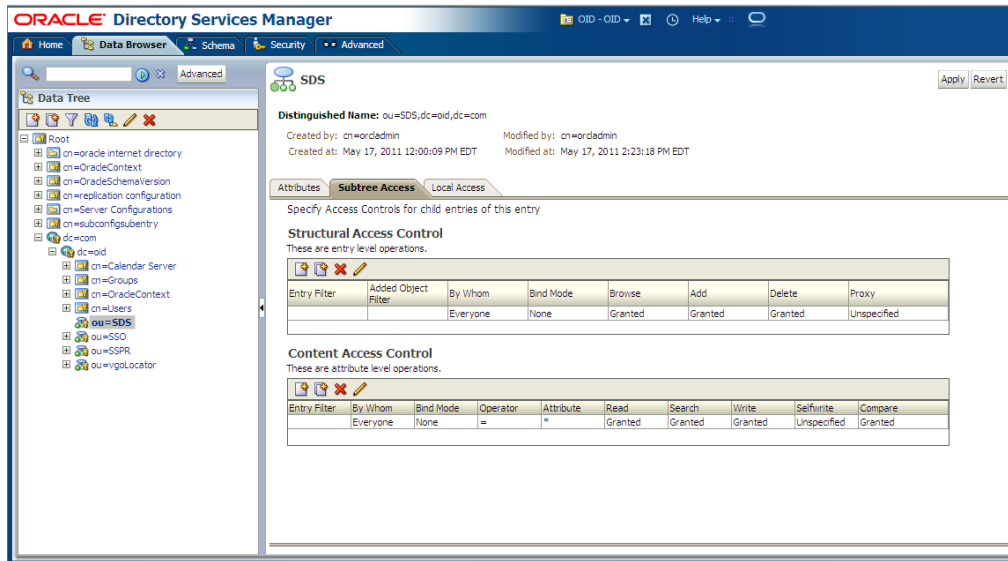 ORACLE Directory Services Manager
OID - OID Help
Home Data Browser Schema Security Advanced
Advanced
Data Tree
Root
cn=oracle internet directory
cn=OracleContext
cn=OracleSchemaVersion
cn=replication configuration
cn=Server Configurations
cn=subconfigsubentry
dc=com
dc=oid
cn=Calendar Server
cn=Groups
cn=OracleContext
cn=Users
ou=SDS
ou=SSO
ou=SSPR
ou=vgoLocator
SDS
Apply Revert
Distinguished Name: ou=SDS,dc=oid,dc=com
Created by: cn=orcladmin Modified by: cn=orcladmin
Created at: May 17, 2011 12:00:09 PM EDT Modified at: May 17, 2011 2:23:18 PM EDT
Attributes Subtree Access Local Access
Specify Access Controls for child entries of this entry
Structural Access Control
These are entry level operations.
Entry Filter Added Object Filter By Whom Bind Mode Browse Add Delete Proxy
Everyone None Granted Granted Granted Unspecified
Content Access Control
These are attribute level operations.
Entry Filter By Whom Bind Mode Operator Attribute Read Search Write Selfwrite Compare
Everyone None = * Granted Granted Granted Unspecified Granted